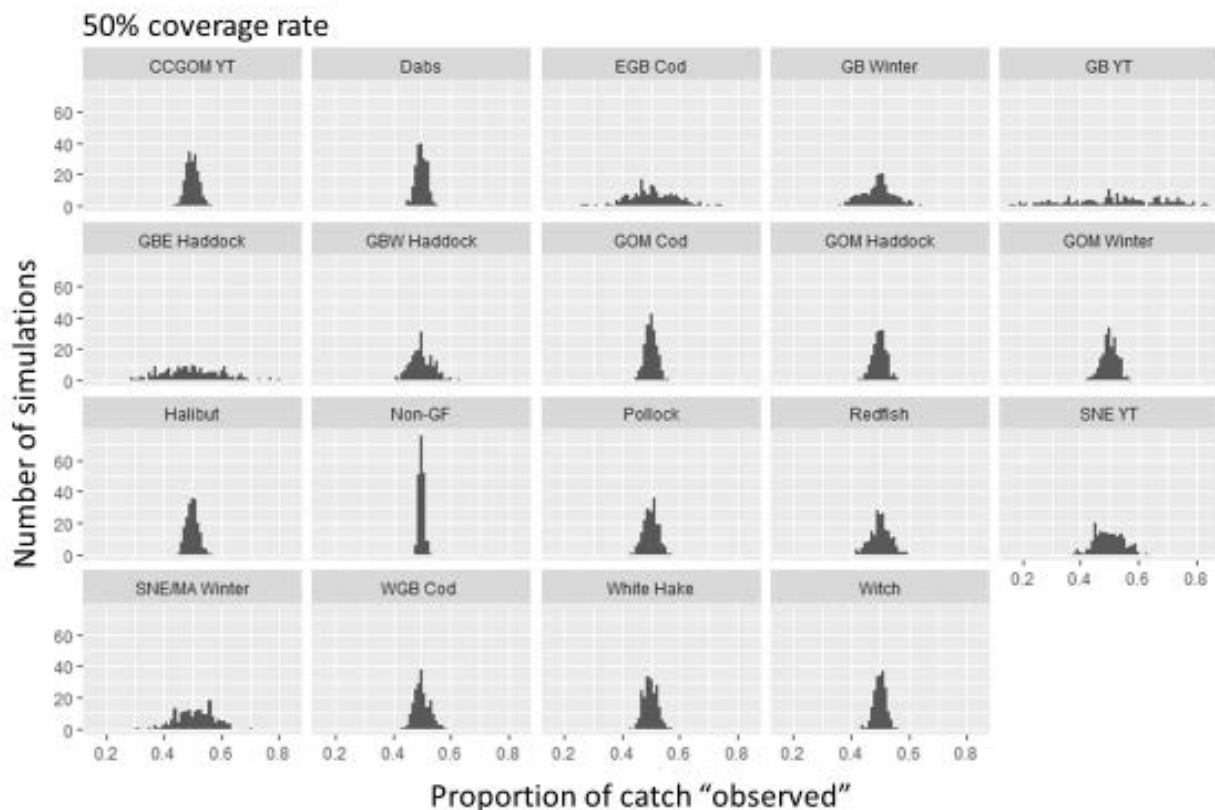 50% coverage rate
CCGOM YT Dabs EGB Cod GB Winter GB YT
60
40
20
0
GBE Haddock GBW Haddock GOM Cod GOM Haddock GOM Winter
60
40
20
0
Halibut Non-GF Pollock Redfish SNE YT
60
40
20
0
0.2 0.4 0.6 0.8
SNE/MA Winter WGB Cod White Hake Witch
60
40
20
0
0.2 0.4 0.6 0.8 0.2 0.4 0.6 0.8 0.2 0.4 0.6 0.8 0.2 0.4 0.6 0.8
Number of simulations
Proportion of catch “observed”